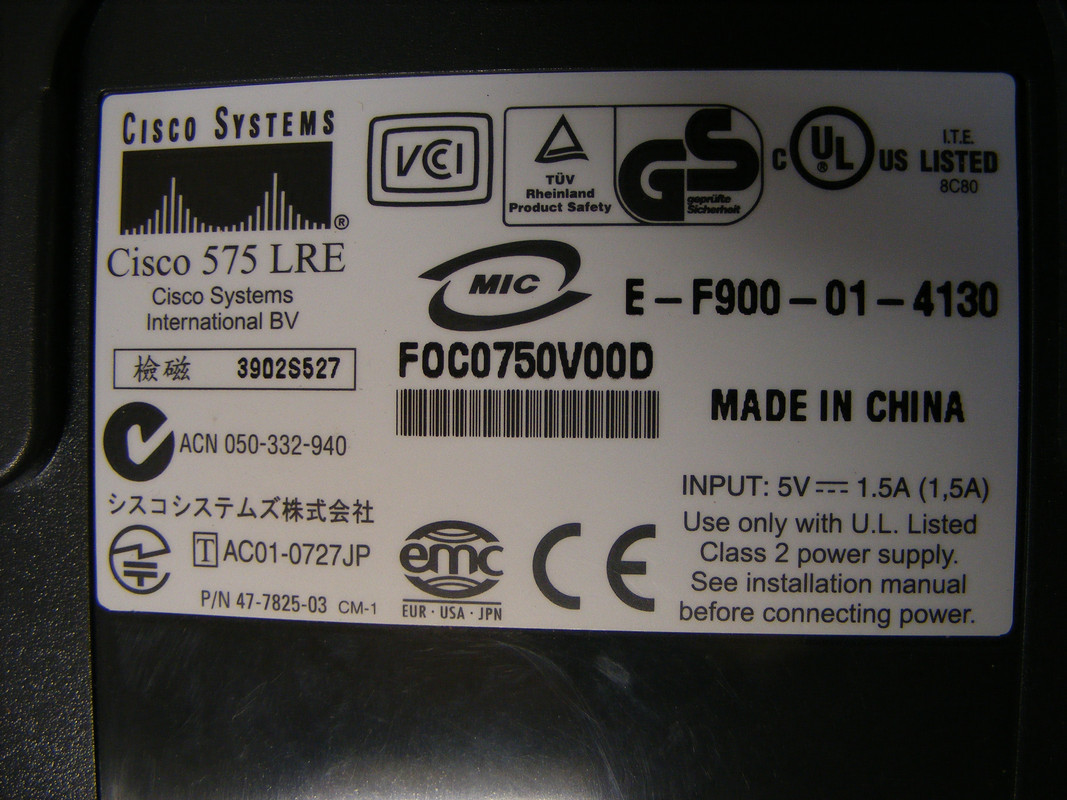 CISCO SYSTEMS
®
Cisco 575 LRE
Cisco Systems
International BV
檢磁 3902S527
ACN 050-332-940
シスコシステムズ株式会社
T AC01-0727JP
P/N 47-7825-03 CM-1
VCCI
TÜV
Rheinland
Product Safety
GS
geprüfte
Sicherheit
C UL® US
I.T.E.
LISTED
8C80
MIC
E-F900-01-4130
FOC0750V00D
MADE IN CHINA
emc
EUR · USA · JPN
CE
INPUT: 5V⎓ 1.5A (1,5A)
Use only with U.L. Listed
Class 2 power supply.
See installation manual
before connecting power.